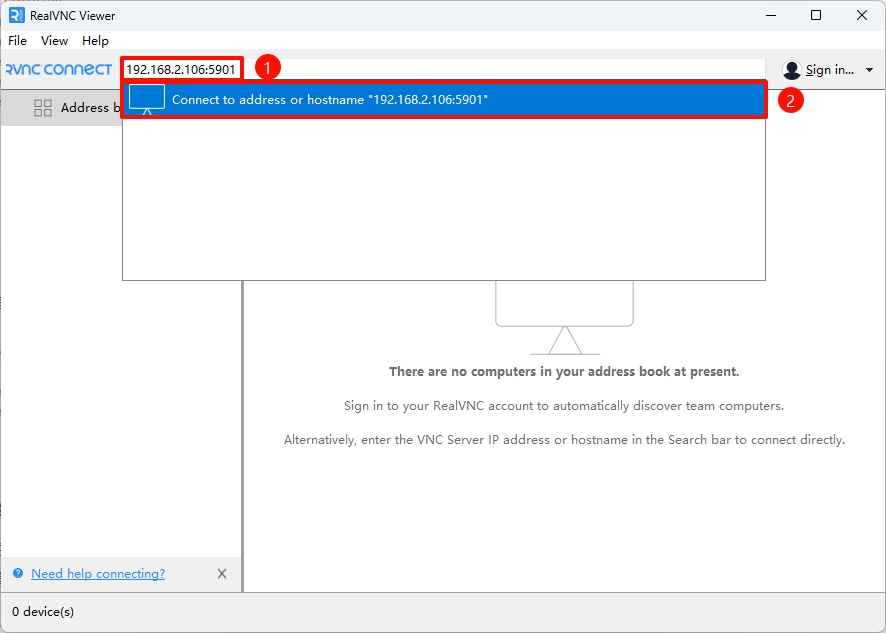 RealVNC Viewer
File View Help
RVNC CONNECT
192.168.2.106:5901
1
Sign in...
Address b
Connect to address or hostname "192.168.2.106:5901"
2
There are no computers in your address book at present.
Sign in to your RealVNC account to automatically discover team computers.
Alternatively, enter the VNC Server IP address or hostname in the Search bar to connect directly.
? Need help connecting? X
0 device(s)